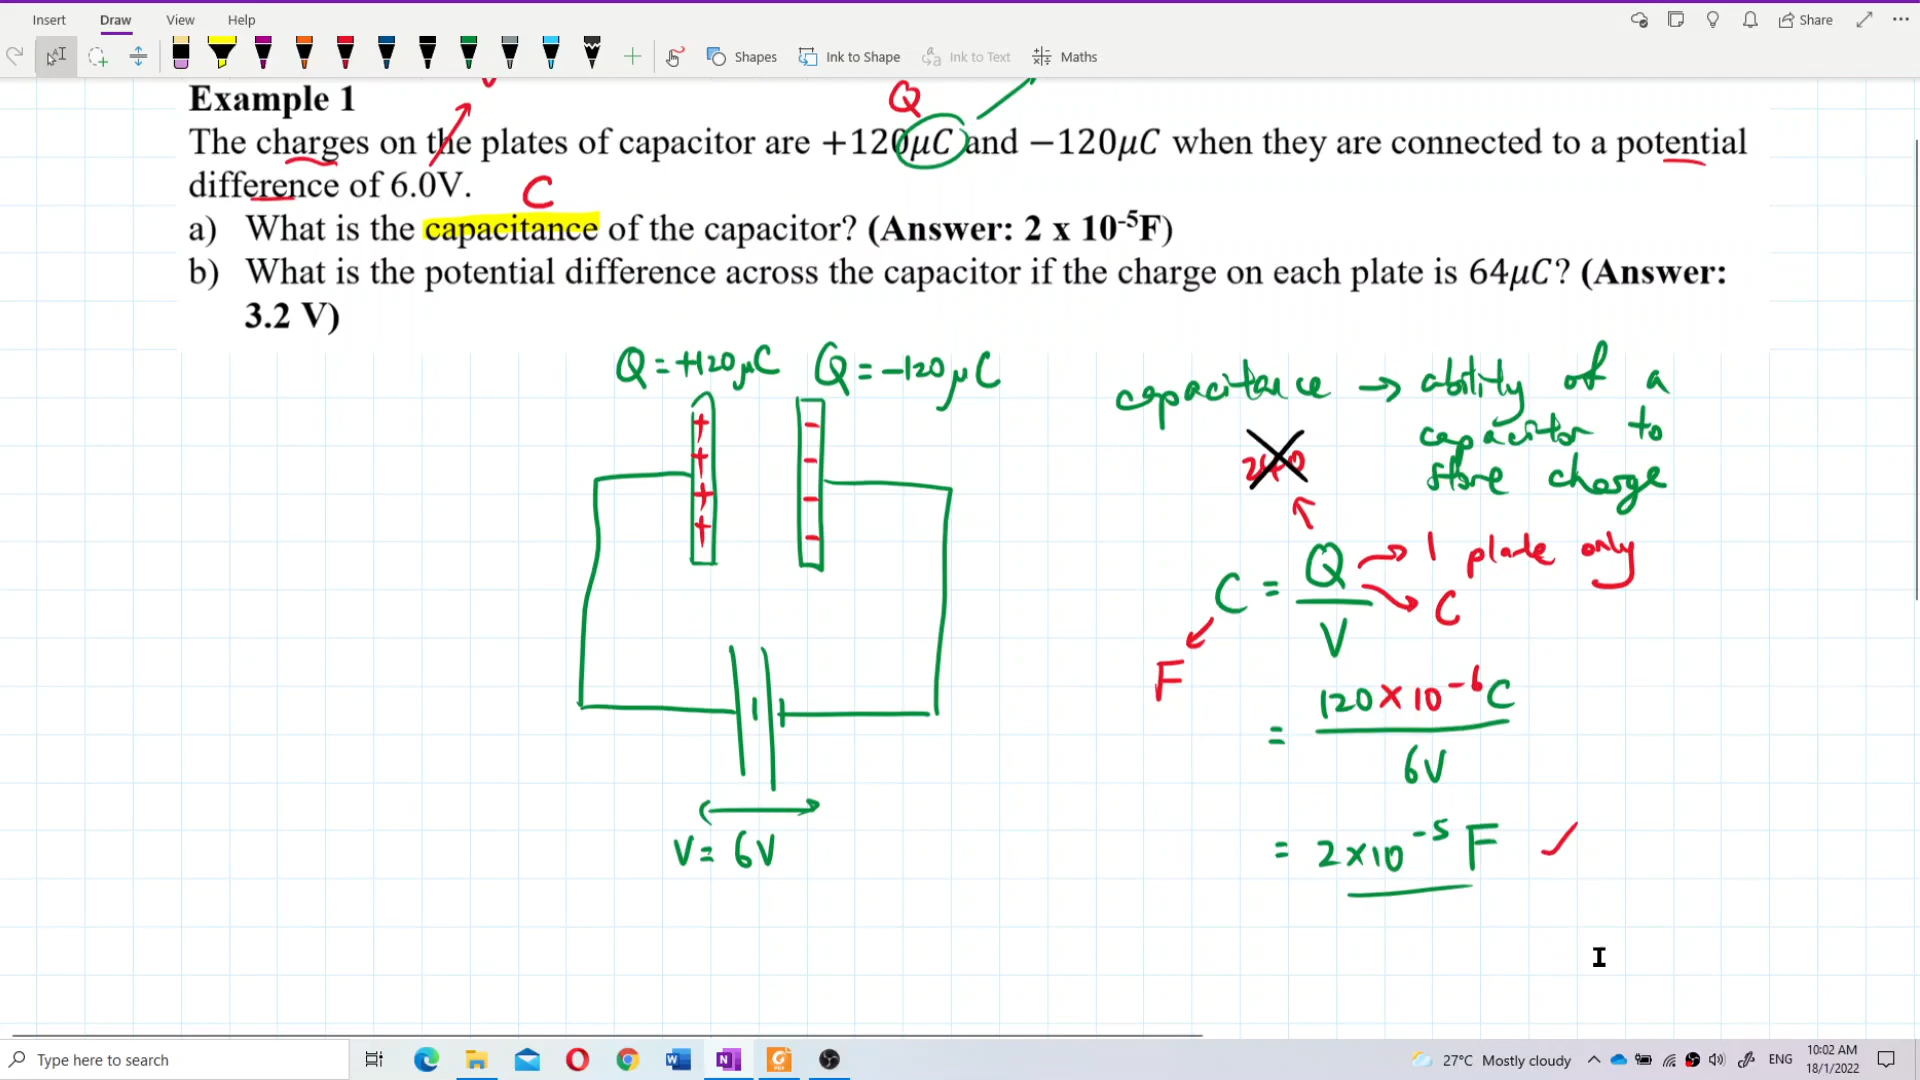 Insert Draw View Help
Share
Shapes Ink to Shape Ink to Text Maths
Example 1
Q
The charges on the plates of capacitor are +120μC and −120μC when they are connected to a potential
difference of 6.0V.
C
a) What is the capacitance of the capacitor? (Answer: 2 x 10⁻⁵F)
b) What is the potential difference across the capacitor if the charge on each plate is 64μC? (Answer:
3.2 V)
Q = +120μC Q = −120μC
+ + + +
− − − −
V = 6V
capacitance → ability of a
capacitor to
store charge
240
C = Q/V
→ 1 plate only
→ C
F
= 120 × 10⁻⁶ C / 6V
= 2 × 10⁻⁵ F ✓
Type here to search
27°C Mostly cloudy
ENG
10:02 AM
18/1/2022